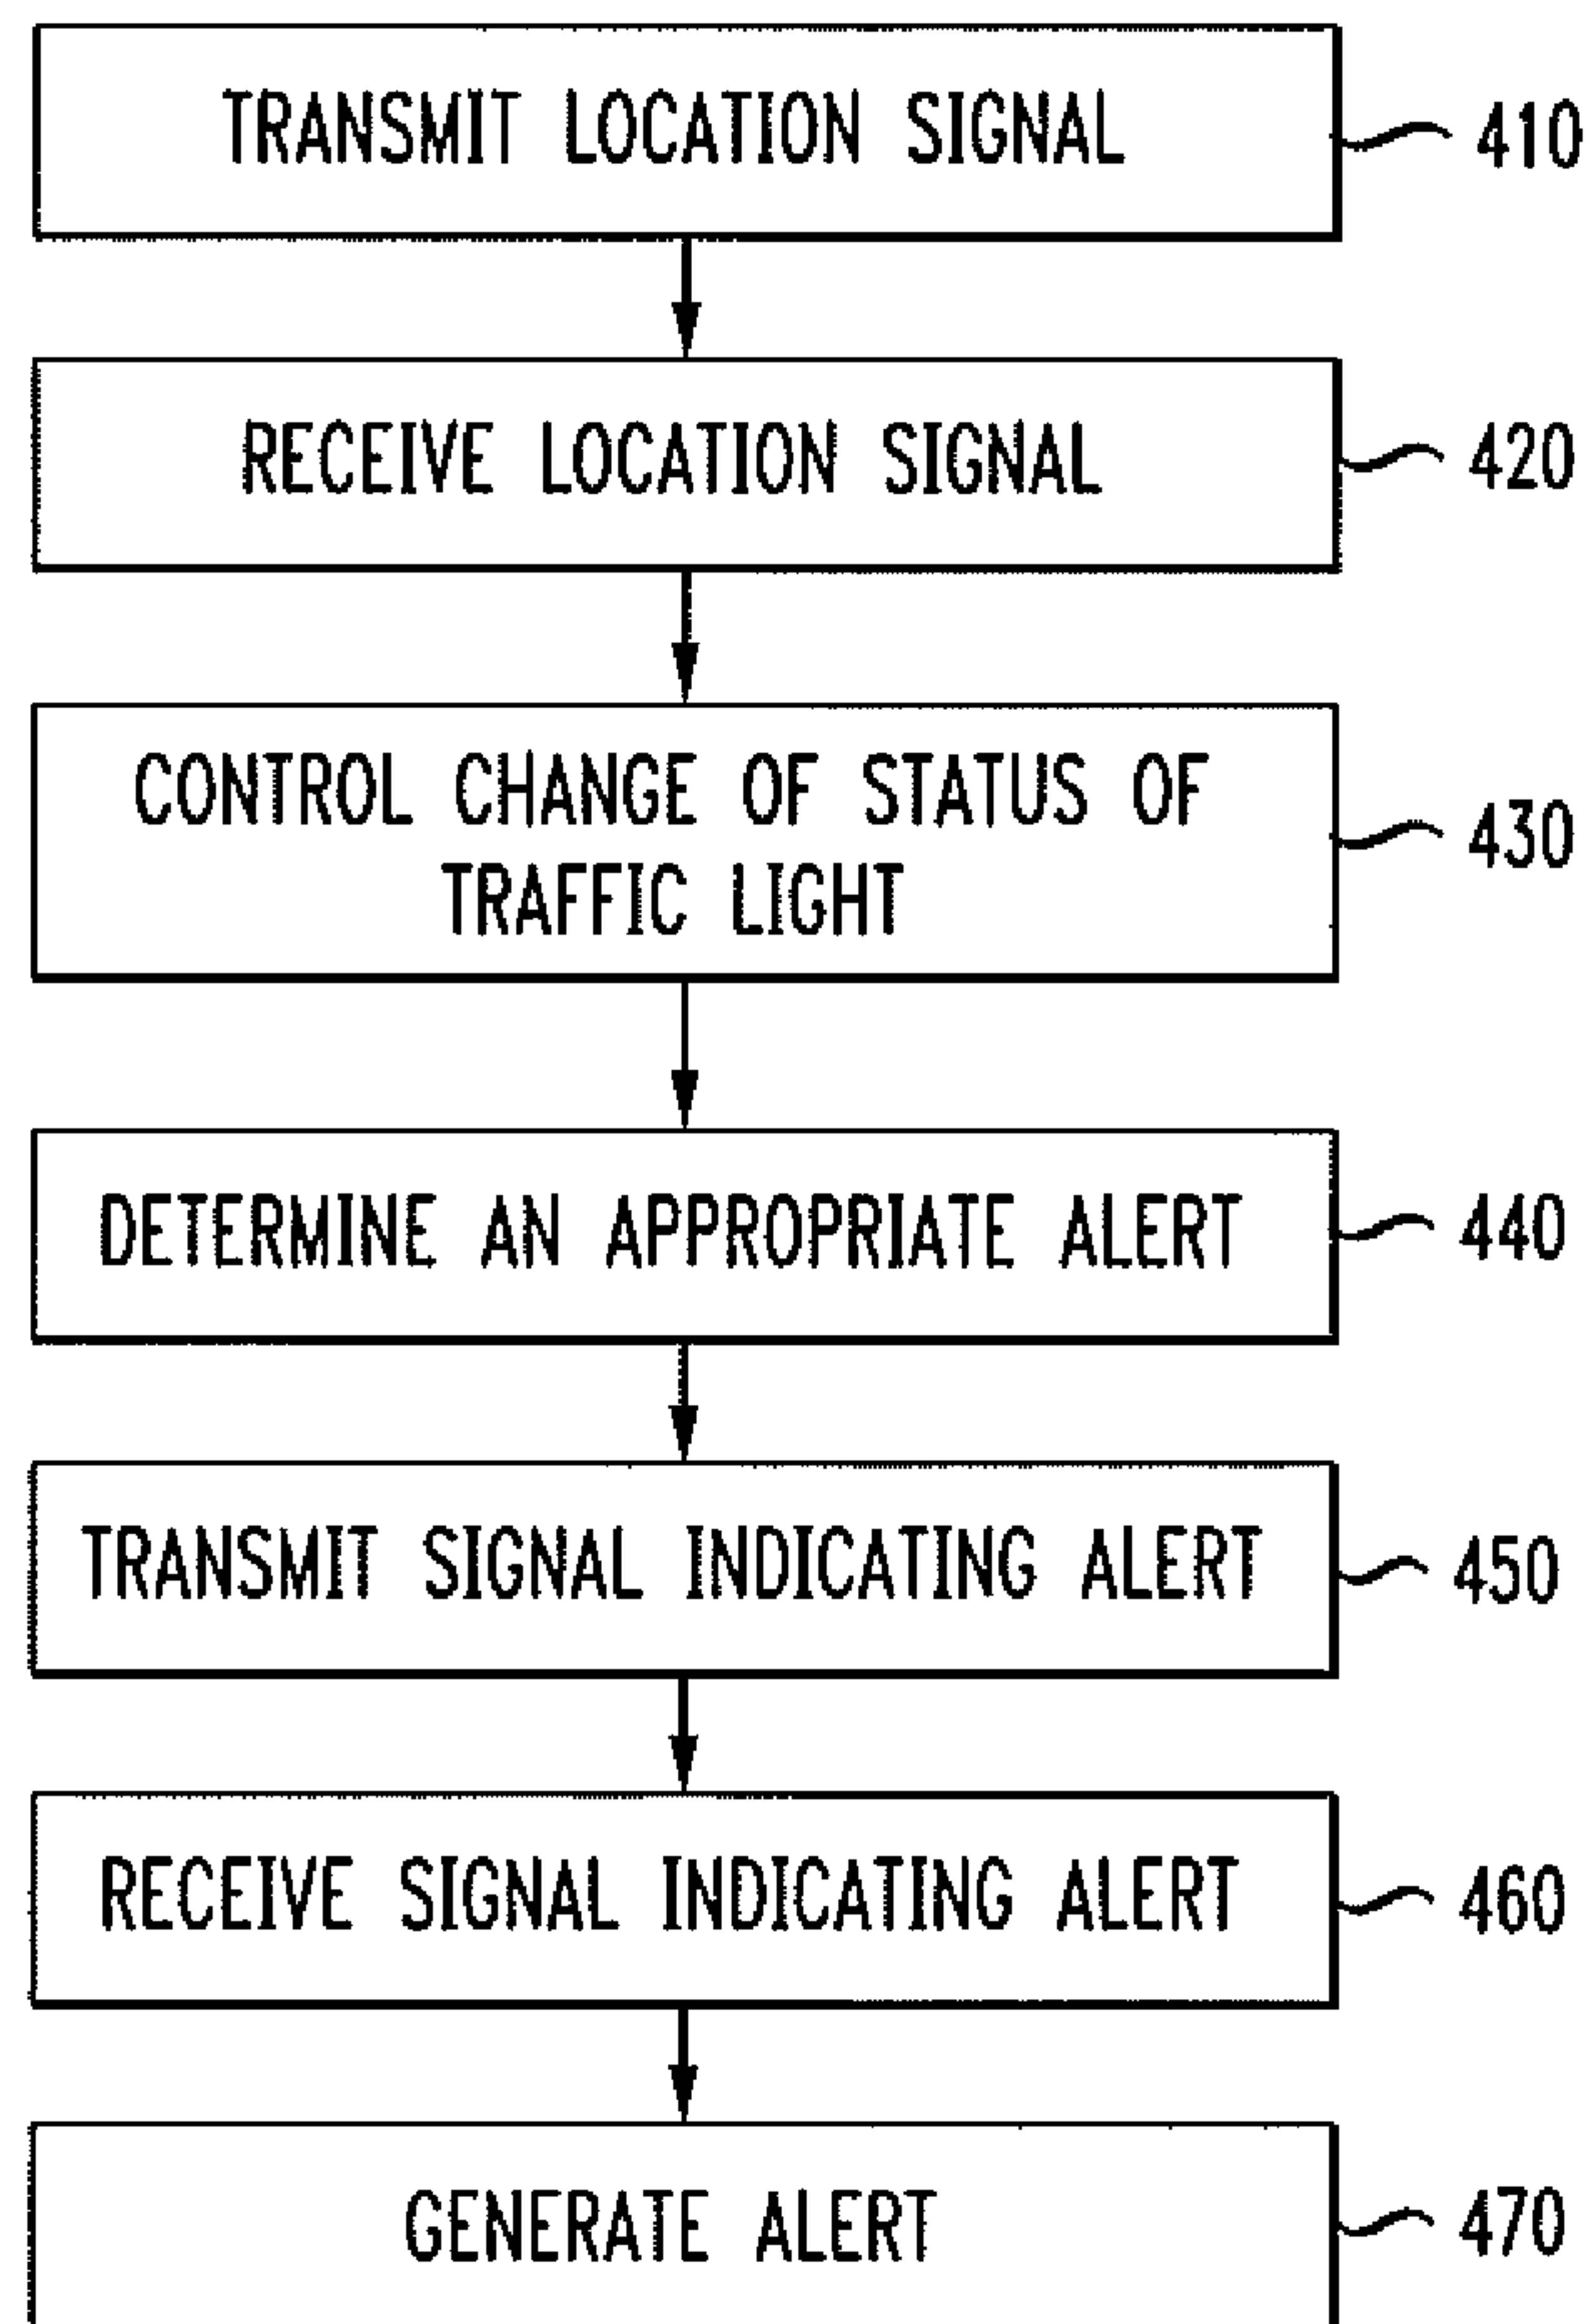 TRANSMIT LOCATION SIGNAL
410
RECEIVE LOCATION SIGNAL
420
CONTROL CHANGE OF STATUS OF
TRAFFIC LIGHT
430
DETERMINE AN APPROPRIATE ALERT
440
TRANSMIT SIGNAL INDICATING ALERT
450
RECEIVE SIGNAL INDICATING ALERT
460
GENERATE ALERT
470